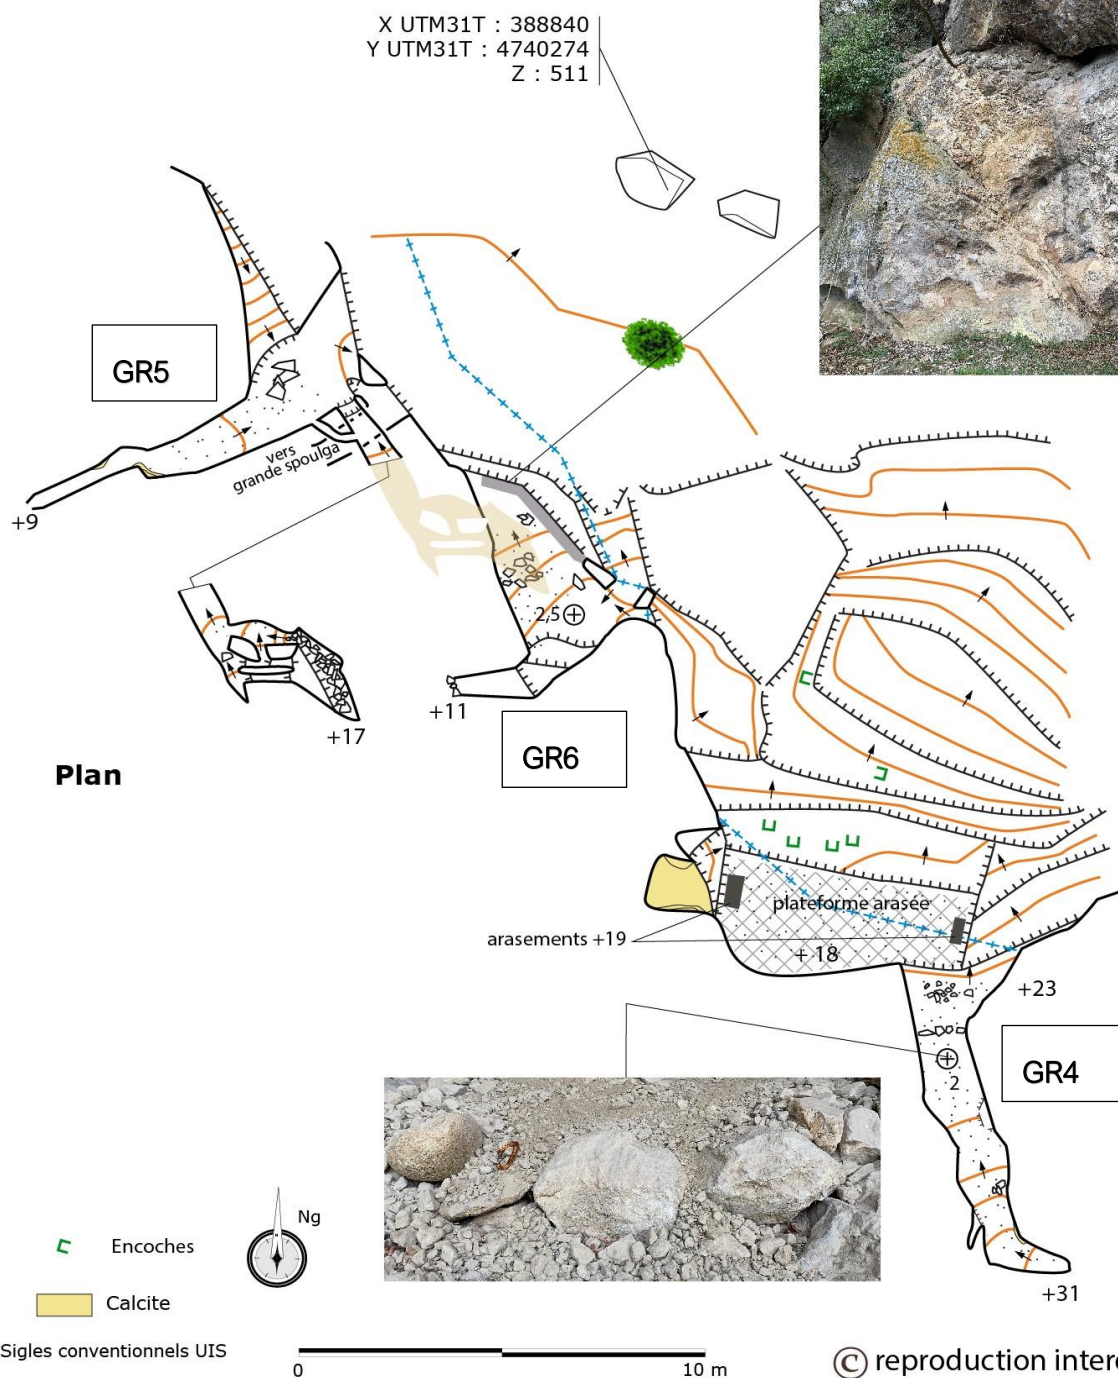 X UTM31T : 388840
Y UTM31T : 4740274
Z : 511
GR5
vers
grande spoulga
+9
2,5
+17
+11
GR6
Plan
plateforme arasée
arasements +19
+ 18
+23
2
GR4
+31
Ng
Encoches
Calcite
Sigles conventionnels UIS
0
10 m
© reproduction interd